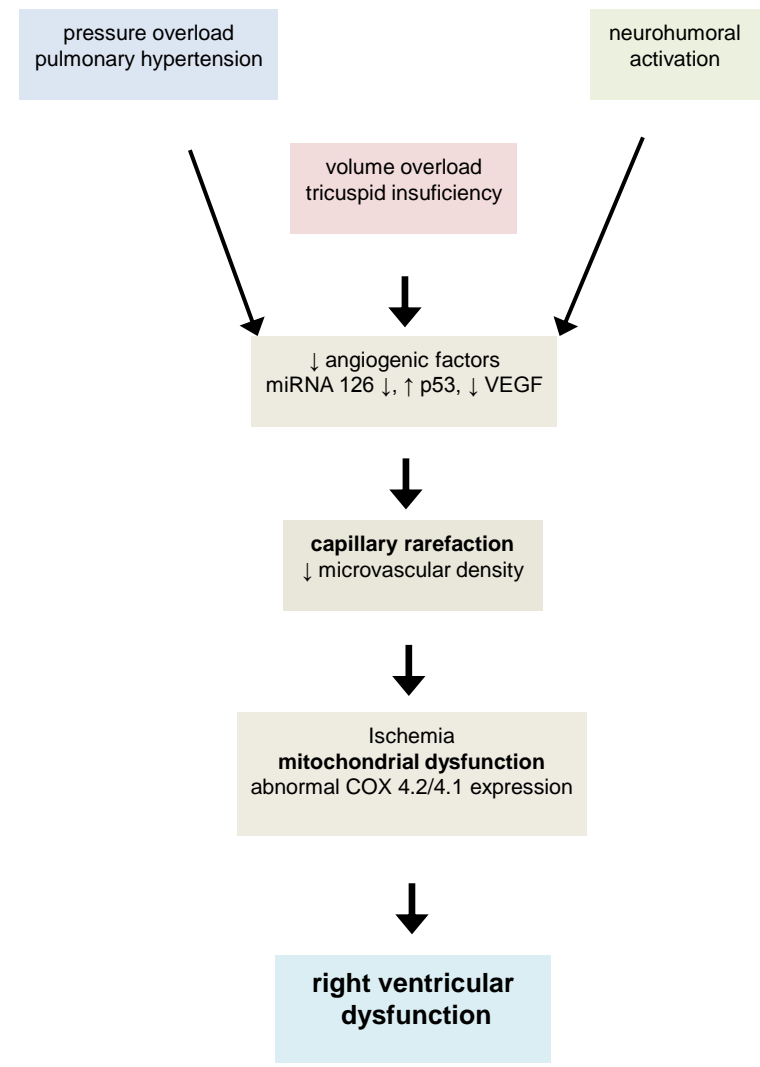 pressure overload
pulmonary hypertension
neurohumoral
activation
volume overload
tricuspid insuficiency
↓ angiogenic factors
miRNA 126 ↓, ↑ p53, ↓ VEGF
capillary rarefaction
↓ microvascular density
Ischemia
mitochondrial dysfunction
abnormal COX 4.2/4.1 expression
right ventricular
dysfunction